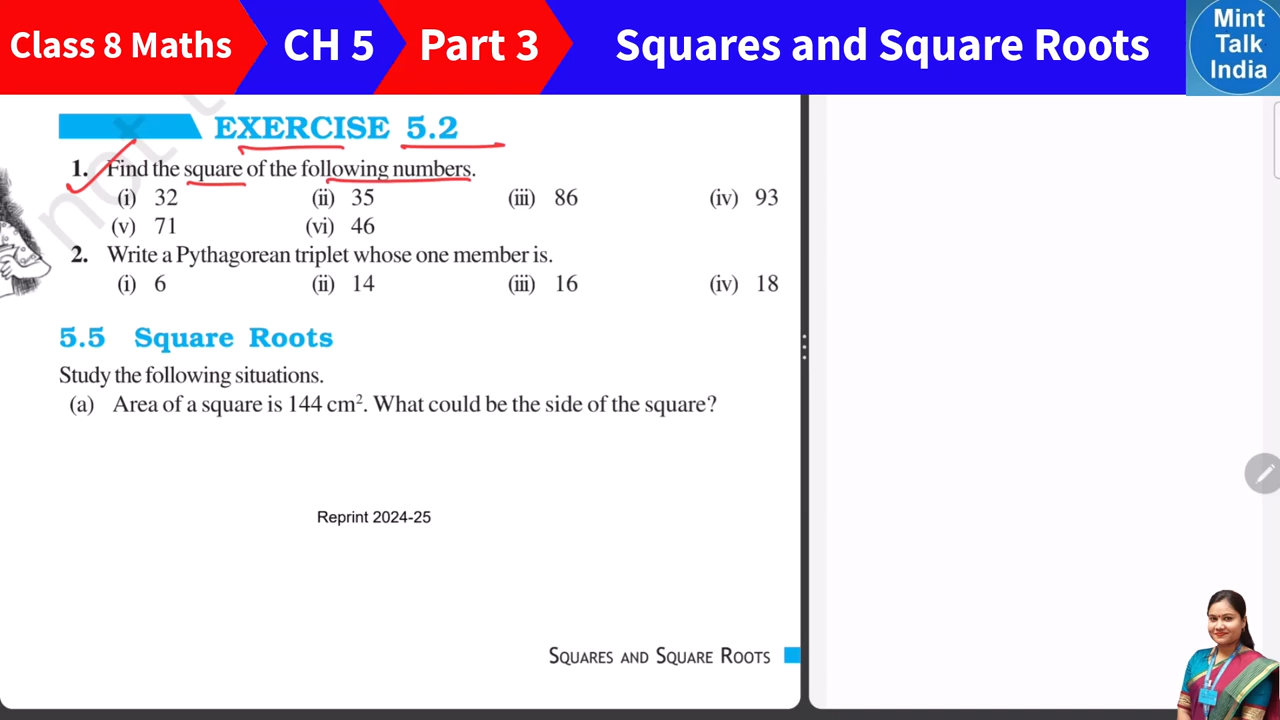 Class 8 Maths CH 5 Part 3 Squares and Square Roots
Mint
Talk
India
not t
EXERCISE 5.2
1. Find the square of the following numbers.
(i) 32 (ii) 35 (iii) 86 (iv) 93
(v) 71 (vi) 46
2. Write a Pythagorean triplet whose one member is.
(i) 6 (ii) 14 (iii) 16 (iv) 18
5.5 Square Roots
Study the following situations.
(a) Area of a square is 144 cm². What could be the side of the square?
Reprint 2024-25
SQUARES AND SQUARE ROOTS